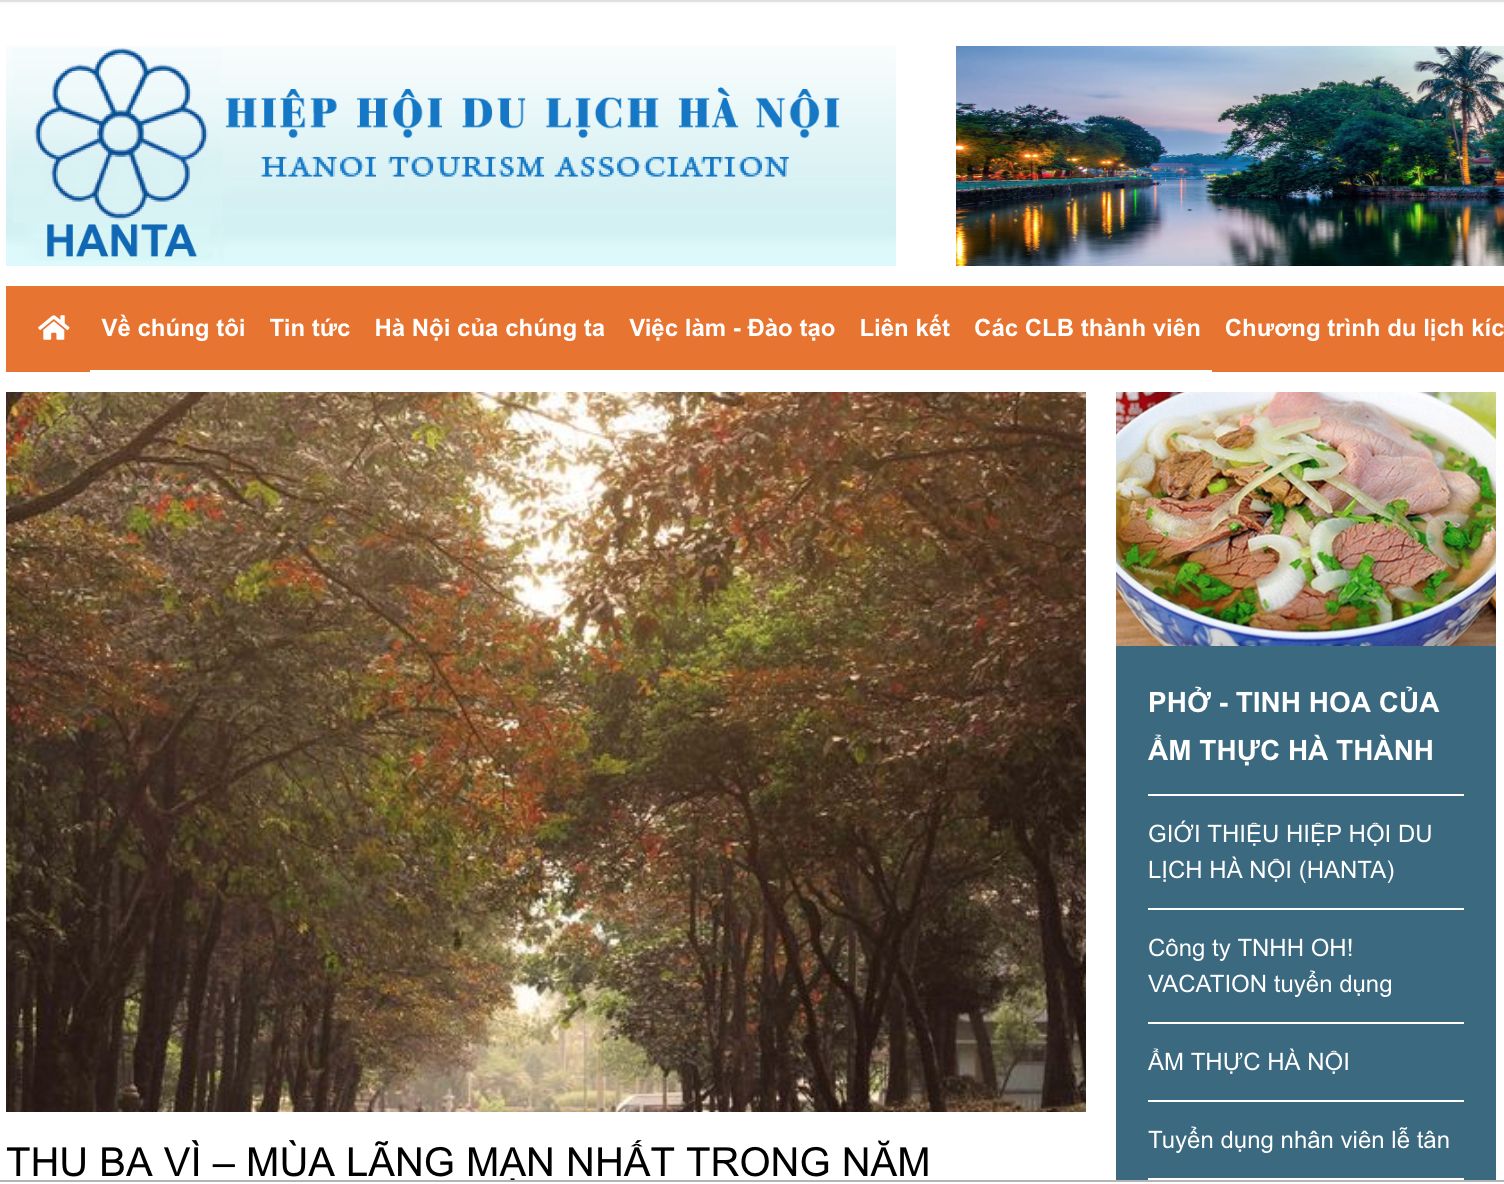 HIỆP HỘI DU LỊCH HÀ NỘI
HANOI TOURISM ASSOCIATION
HANTA
Về chúng tôi Tin tức Hà Nội của chúng ta Việc làm - Đào tạo Liên kết Các CLB thành viên Chương trình du lịch kíc
PHỞ - TINH HOA CỦA
ẨM THỰC HÀ THÀNH
GIỚI THIỆU HIỆP HỘI DU
LỊCH HÀ NỘI (HANTA)
Công ty TNHH OH!
VACATION tuyển dụng
ẨM THỰC HÀ NỘI
Tuyển dụng nhân viên lễ tân
THU BA VÌ – MÙA LÃNG MẠN NHẤT TRONG NĂM